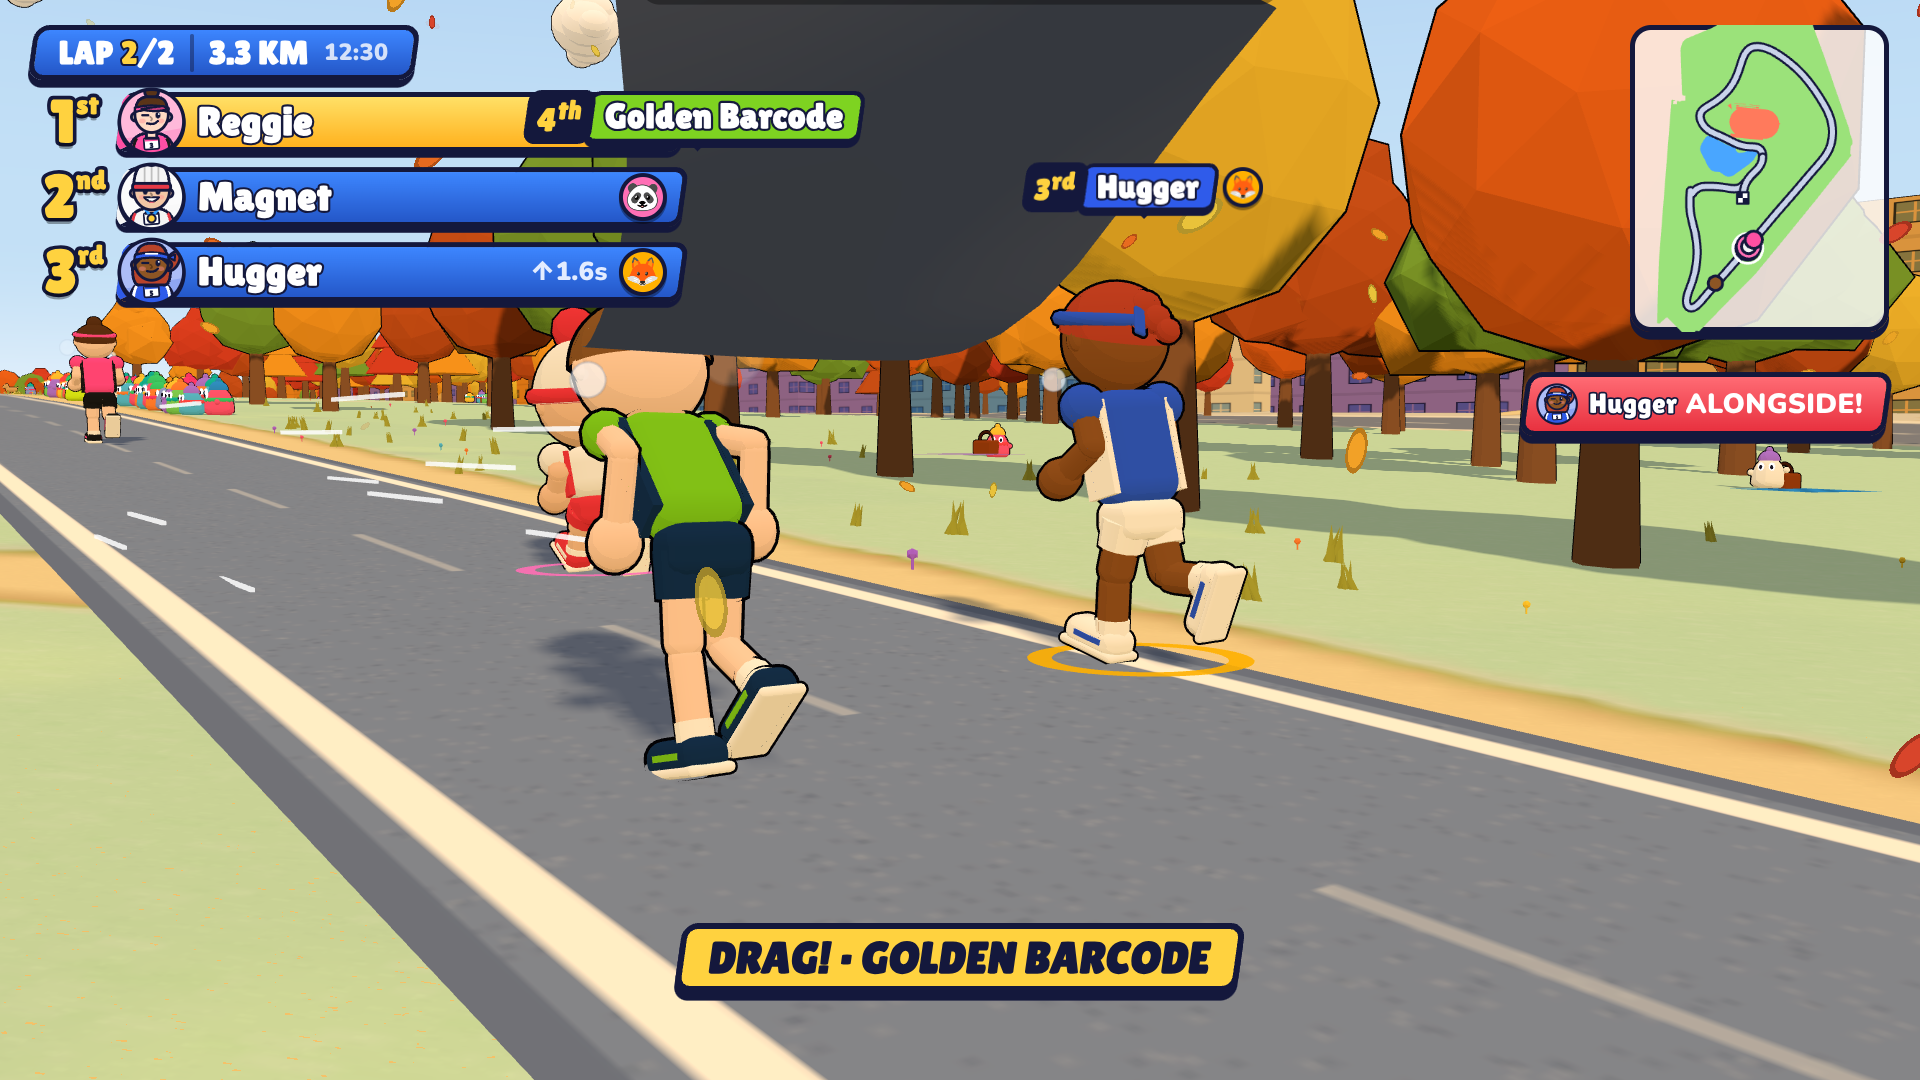 LAP 2/2 3.3 KM 12:30
1st Reggie
4th Golden Barcode
2nd Magnet
3rd Hugger
3rd Hugger ↑1.6s
Hugger ALONGSIDE!
DRAG! · GOLDEN BARCODE